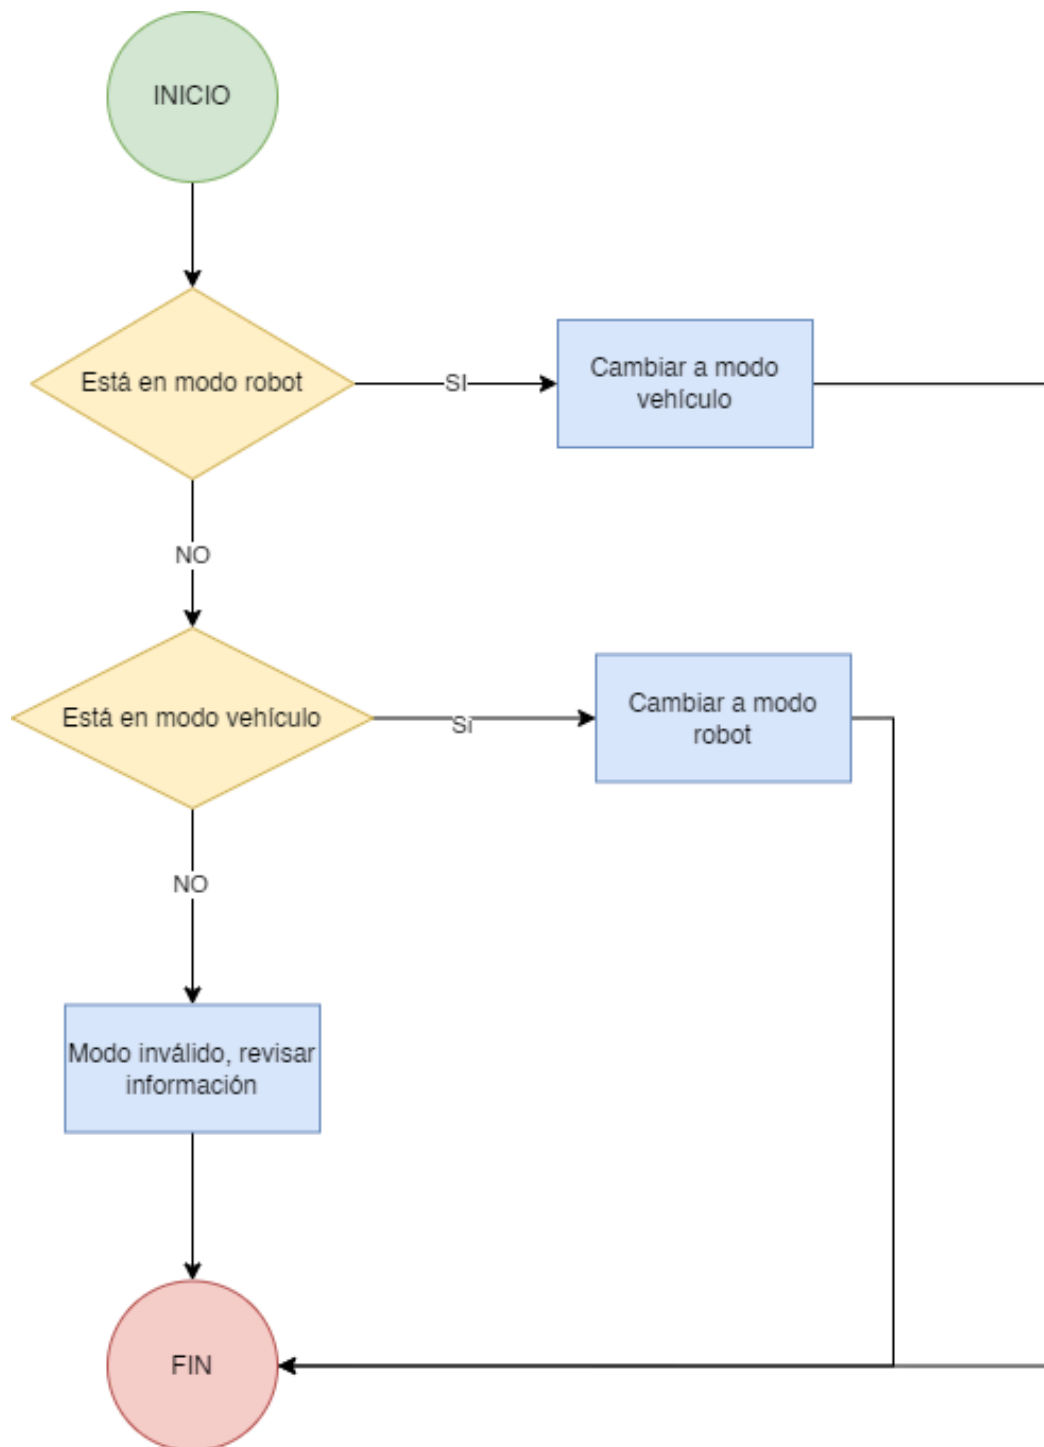 INICIO
Está en modo robot
SI
Cambiar a modo
vehículo
NO
Está en modo vehículo
Si
Cambiar a modo
robot
NO
Modo inválido, revisar
información
FIN